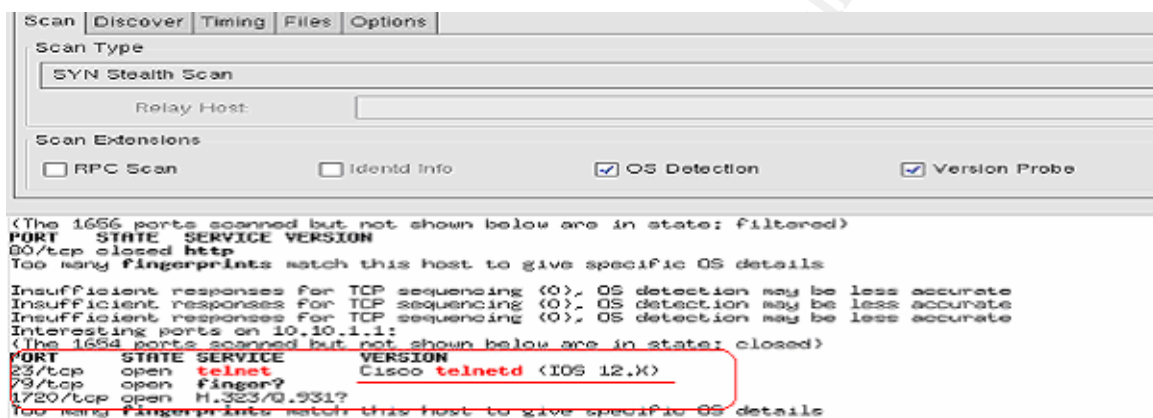 Scan Discover Timing Files Options
Scan Type
SYN Stealth Scan
Relay Host:
Scan Extensions
RPC Scan Identd Info OS Detection Version Probe
(The 1656 ports scanned but not shown below are in state: filtered)
PORT STATE SERVICE VERSION
80/tcp closed http
Too many fingerprints match this host to give specific OS details
Insufficient responses for TCP sequencing (0), OS detection may be less accurate
Insufficient responses for TCP sequencing (0), OS detection may be less accurate
Insufficient responses for TCP sequencing (0), OS detection may be less accurate
Interesting ports on 10.10.1.1:
(The 1654 ports scanned but not shown below are in state: closed)
PORT STATE SERVICE VERSION
23/tcp open telnet Cisco telnetd (IOS 12.X)
79/tcp open finger?
1720/tcp open H.323/Q.931?
Too many fingerprints match this host to give specific OS details